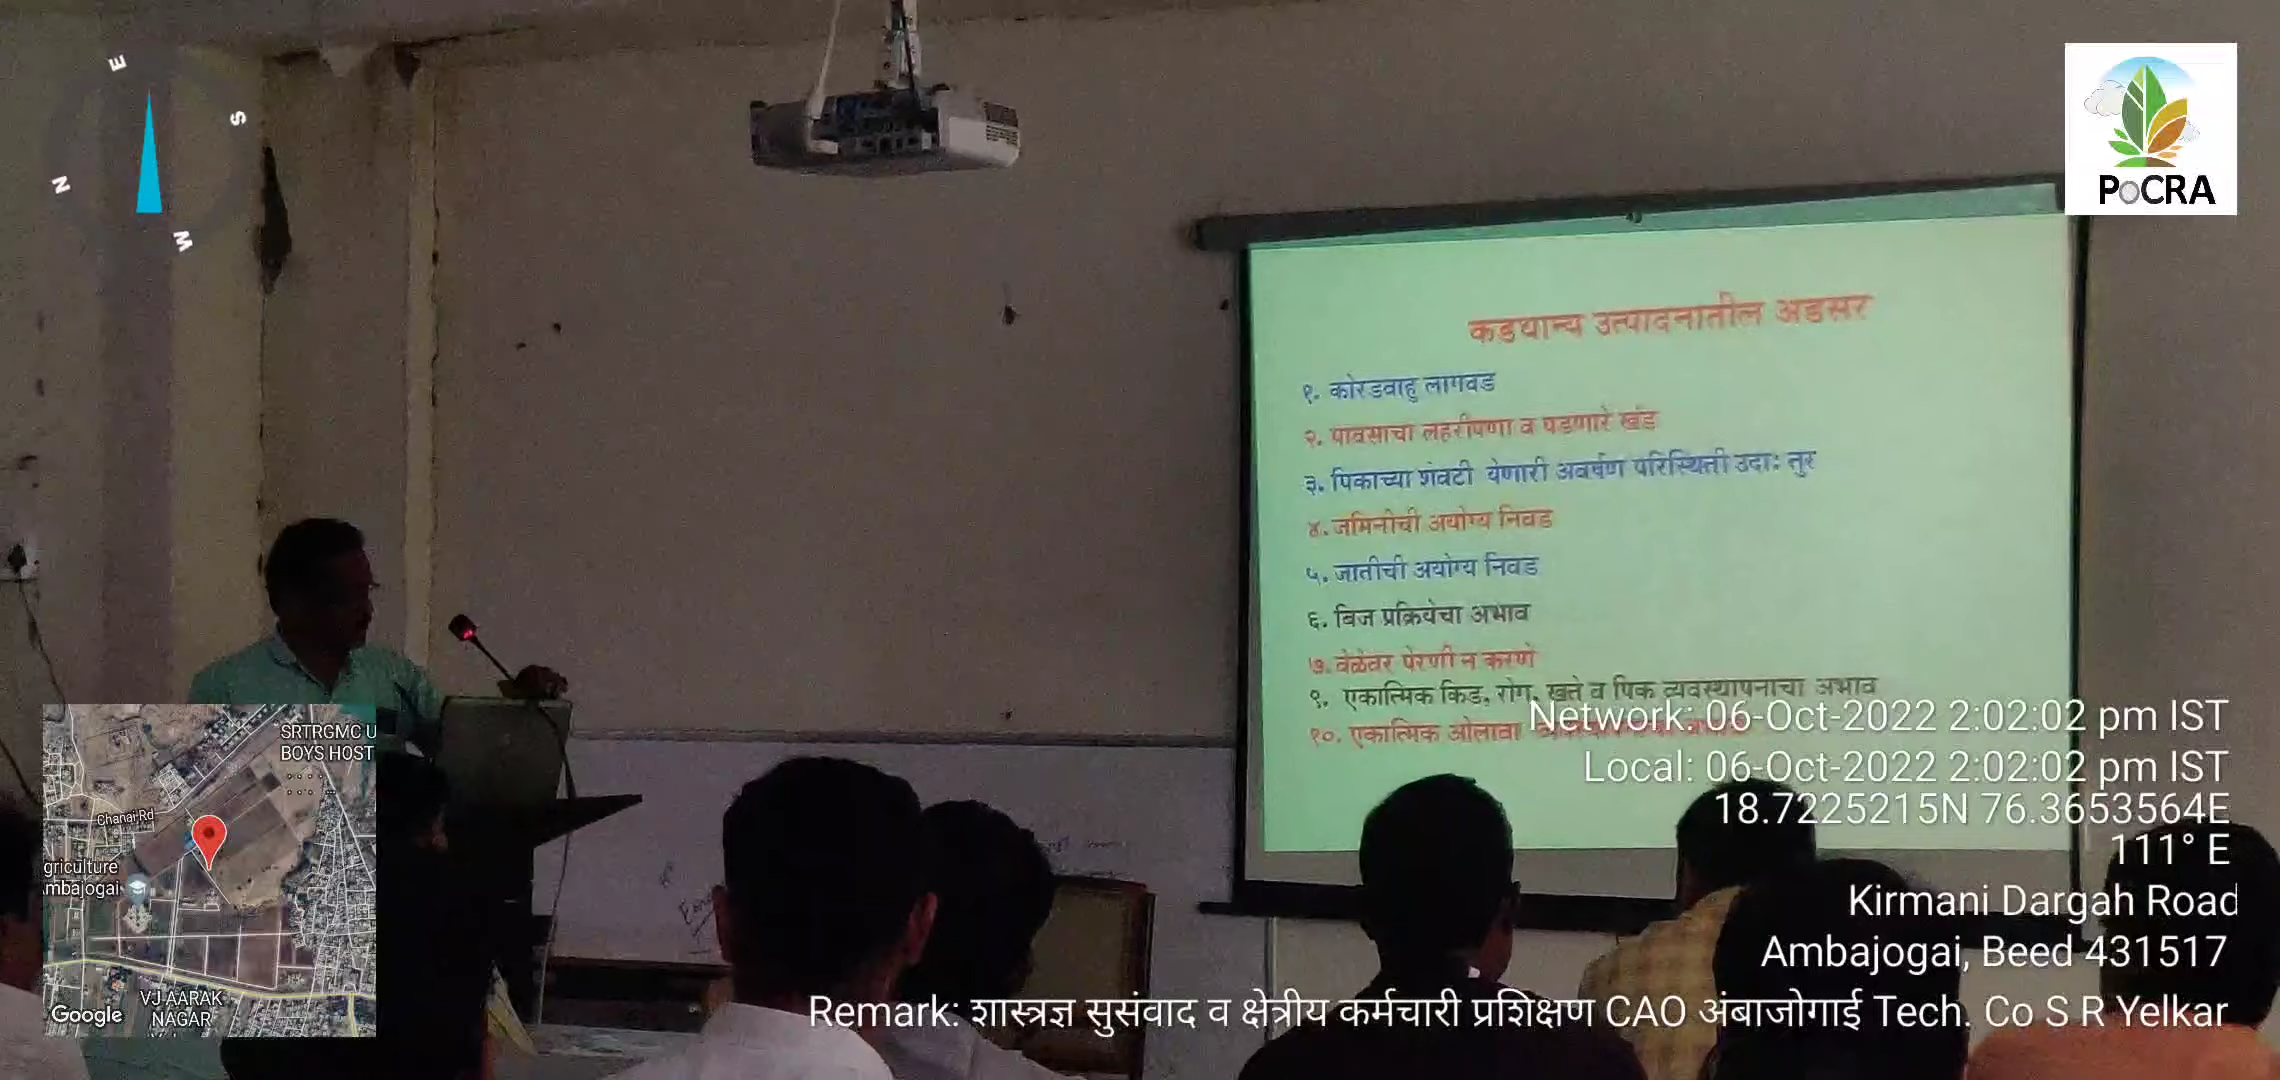 E
S
N
W
PoCRA
कडधान्य उत्पादनातील अडसर
१. कोरडवाहु लागवड
२. पावसाचा लहरीपणा व पडणारे खंड
३. पिकाच्या शेवटी येणारी अवर्षण परिस्थिती उदाः तुर
४. जमिनीची अयोग्य निवड
५. जातीची अयोग्य निवड
६. बिज प्रक्रियेचा अभाव
७. वेळेवर पेरणी न करणे
९. एकात्मिक किड, रोग, खते व पिक व्यवस्थापनाचा अभाव
१०. एकात्मिक ओलावा
Network: 06-Oct-2022 2:02:02 pm IST
Local: 06-Oct-2022 2:02:02 pm IST
18.7225215N 76.3653564E
111° E
Kirmani Dargah Road
Ambajogai, Beed 431517
Remark: शास्त्रज्ञ सुसंवाद व क्षेत्रीय कर्मचारी प्रशिक्षण CAO अंबाजोगाई Tech. Co S R Yelkar
SRTRGMC U
BOYS HOST
Chanai Rd
griculture
mbajogai
VJ AARAK
NAGAR
Google